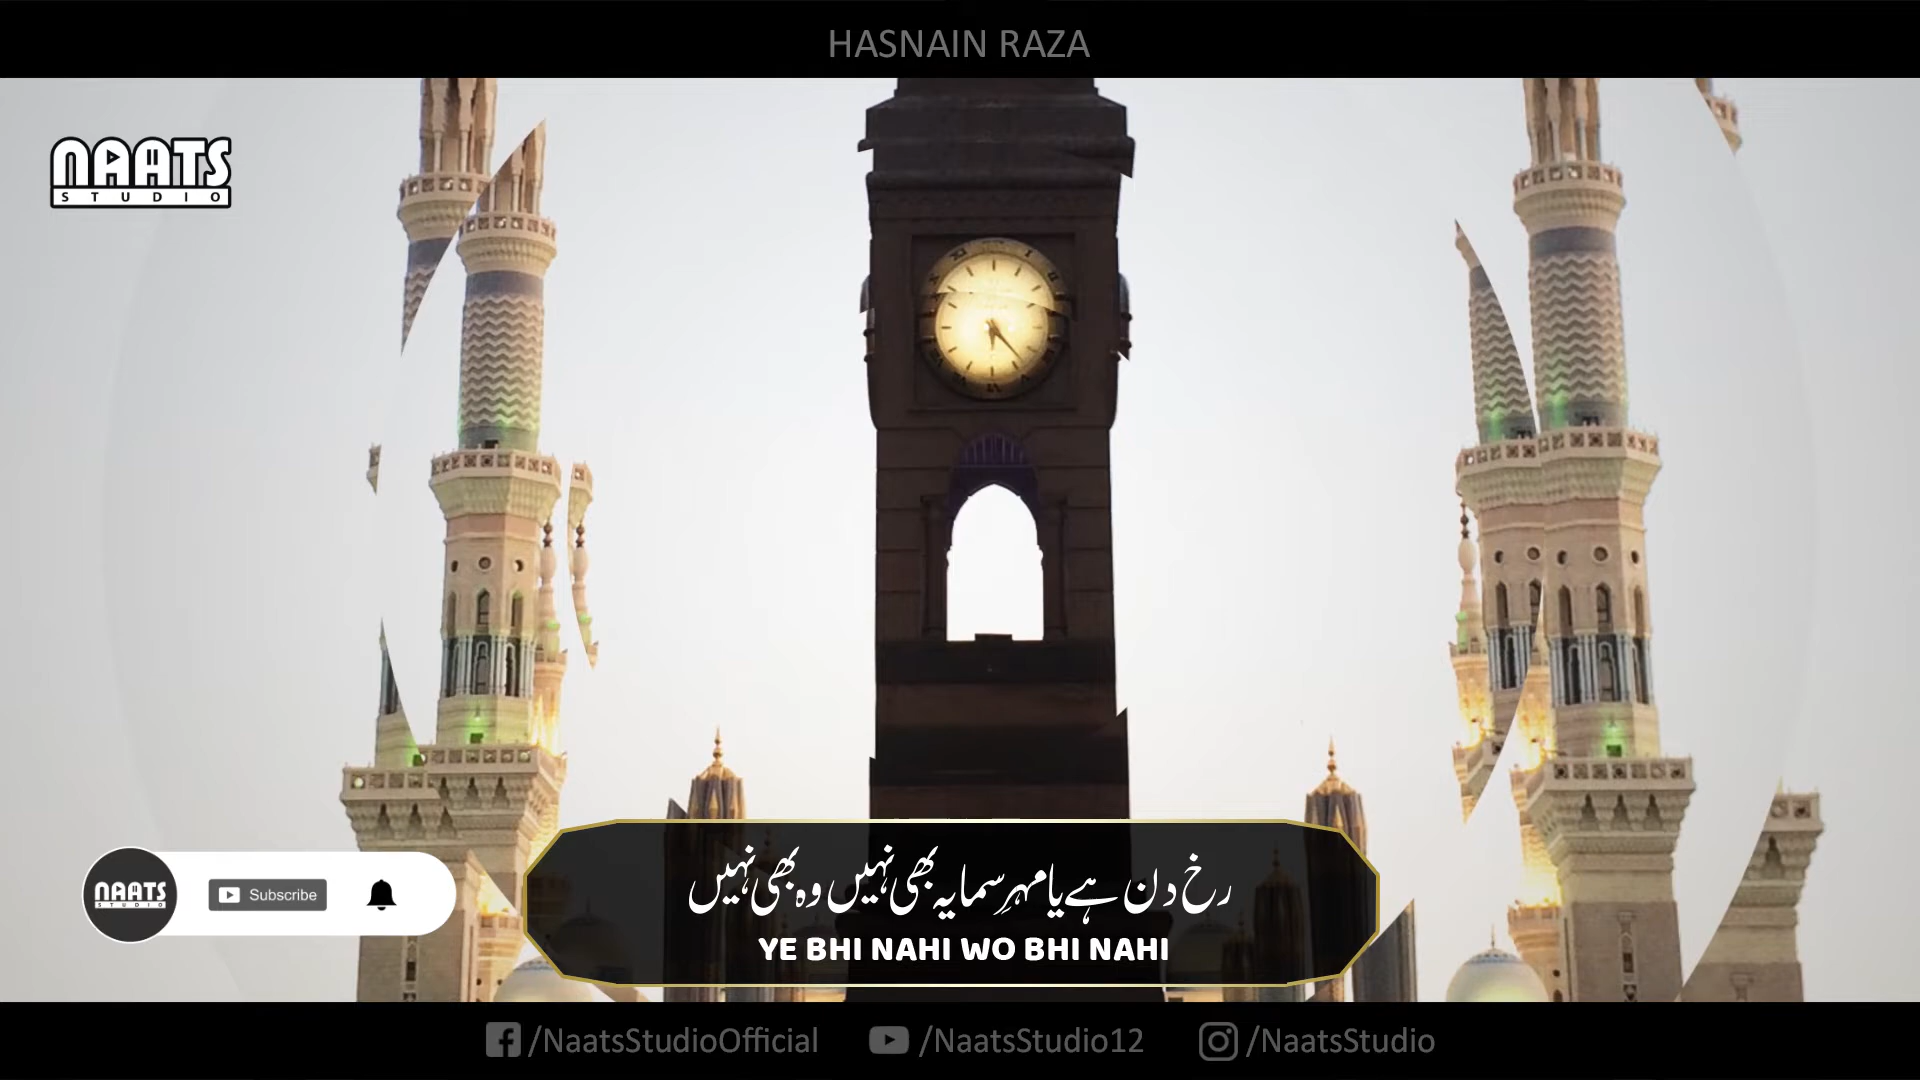 HASNAIN RAZA
NAATS
STUDIO
رخ دن ہے یا مہرِ سما یہ بھی نہیں وہ بھی نہیں
YE BHI NAHI WO BHI NAHI
NAATS
STUDIO
Subscribe
/NaatsStudioOfficial
/NaatsStudio12
/NaatsStudio